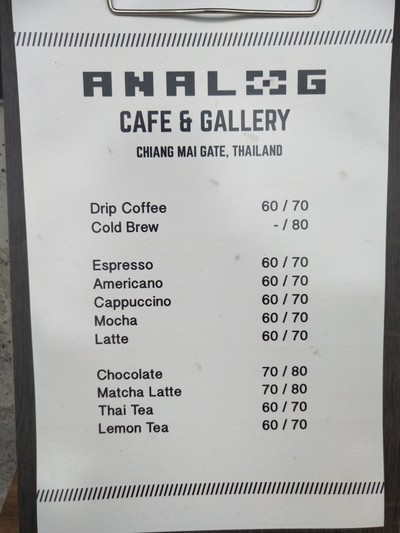 ANALOG
CAFE & GALLERY
CHIANG MAI GATE, THAILAND
Drip Coffee 60 / 70
Cold Brew - / 80
Espresso 60 / 70
Americano 60 / 70
Cappuccino 60 / 70
Mocha 60 / 70
Latte 60 / 70
Chocolate 70 / 80
Matcha Latte 70 / 80
Thai Tea 60 / 70
Lemon Tea 60 / 70